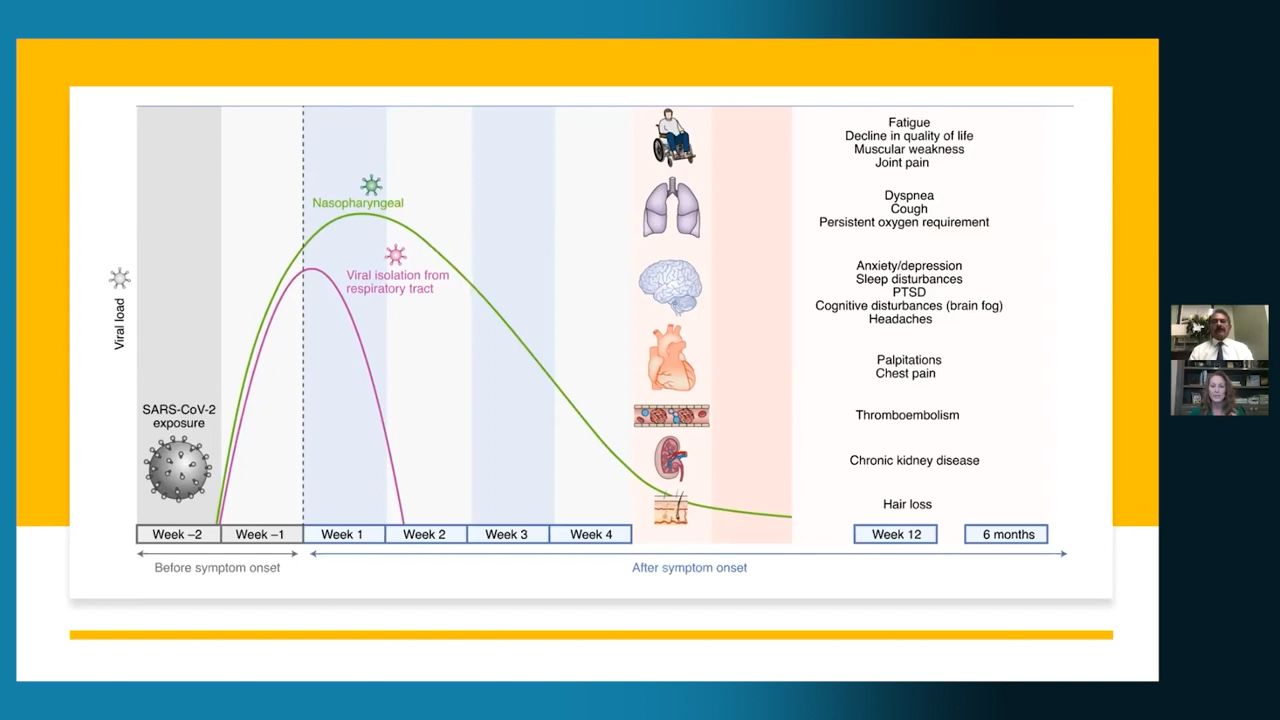 Fatigue
Decline in quality of life
Muscular weakness
Joint pain
Nasopharyngeal
Dyspnea
Cough
Persistent oxygen requirement
Viral isolation from
respiratory tract
Anxiety/depression
Sleep disturbances
PTSD
Cognitive disturbances (brain fog)
Headaches
Viral load
Palpitations
Chest pain
SARS-CoV-2
exposure
Thromboembolism
Chronic kidney disease
Hair loss
Week –2
Week –1
Week 1
Week 2
Week 3
Week 4
Week 12
6 months
Before symptom onset
After symptom onset